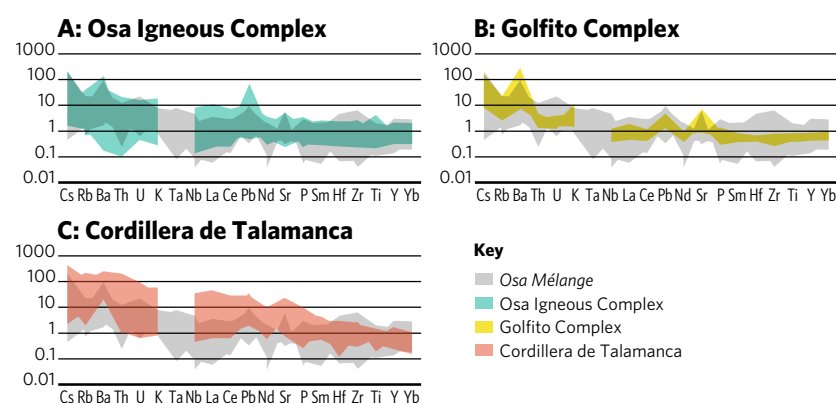 A: Osa Igneous Complex
1000
100
10
1
0.1
0.01
Cs Rb Ba Th U K Ta Nb La Ce Pb Nd Sr P Sm Hf Zr Ti Y Yb
B: Golfito Complex
1000
100
10
1
0.1
0.01
Cs Rb Ba Th U K Ta Nb La Ce Pb Nd Sr P Sm Hf Zr Ti Y Yb
C: Cordillera de Talamanca
1000
100
10
1
0.1
0.01
Cs Rb Ba Th U K Ta Nb La Ce Pb Nd Sr P Sm Hf Zr Ti Y Yb
Key
Osa Mélange
Osa Igneous Complex
Golfito Complex
Cordillera de Talamanca